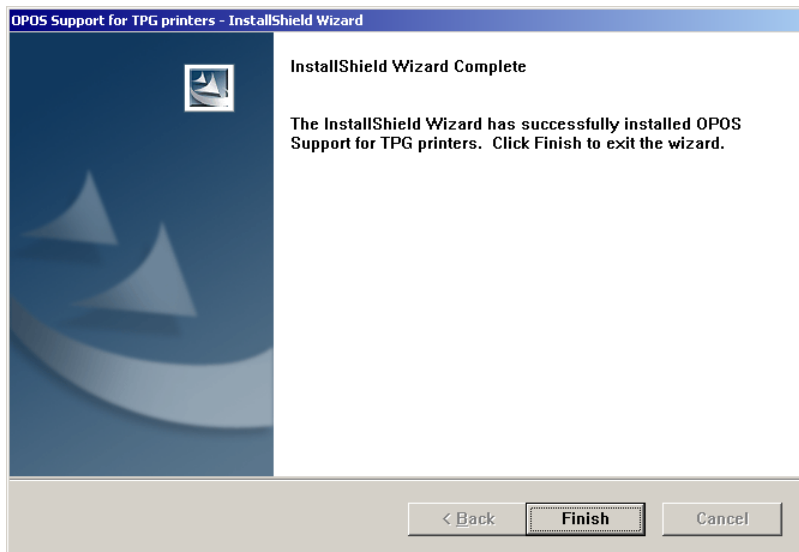 OPOS Support for TPG printers - InstallShield Wizard
InstallShield Wizard Complete
The InstallShield Wizard has successfully installed OPOS
Support for TPG printers. Click Finish to exit the wizard.
< Back
Finish
Cancel